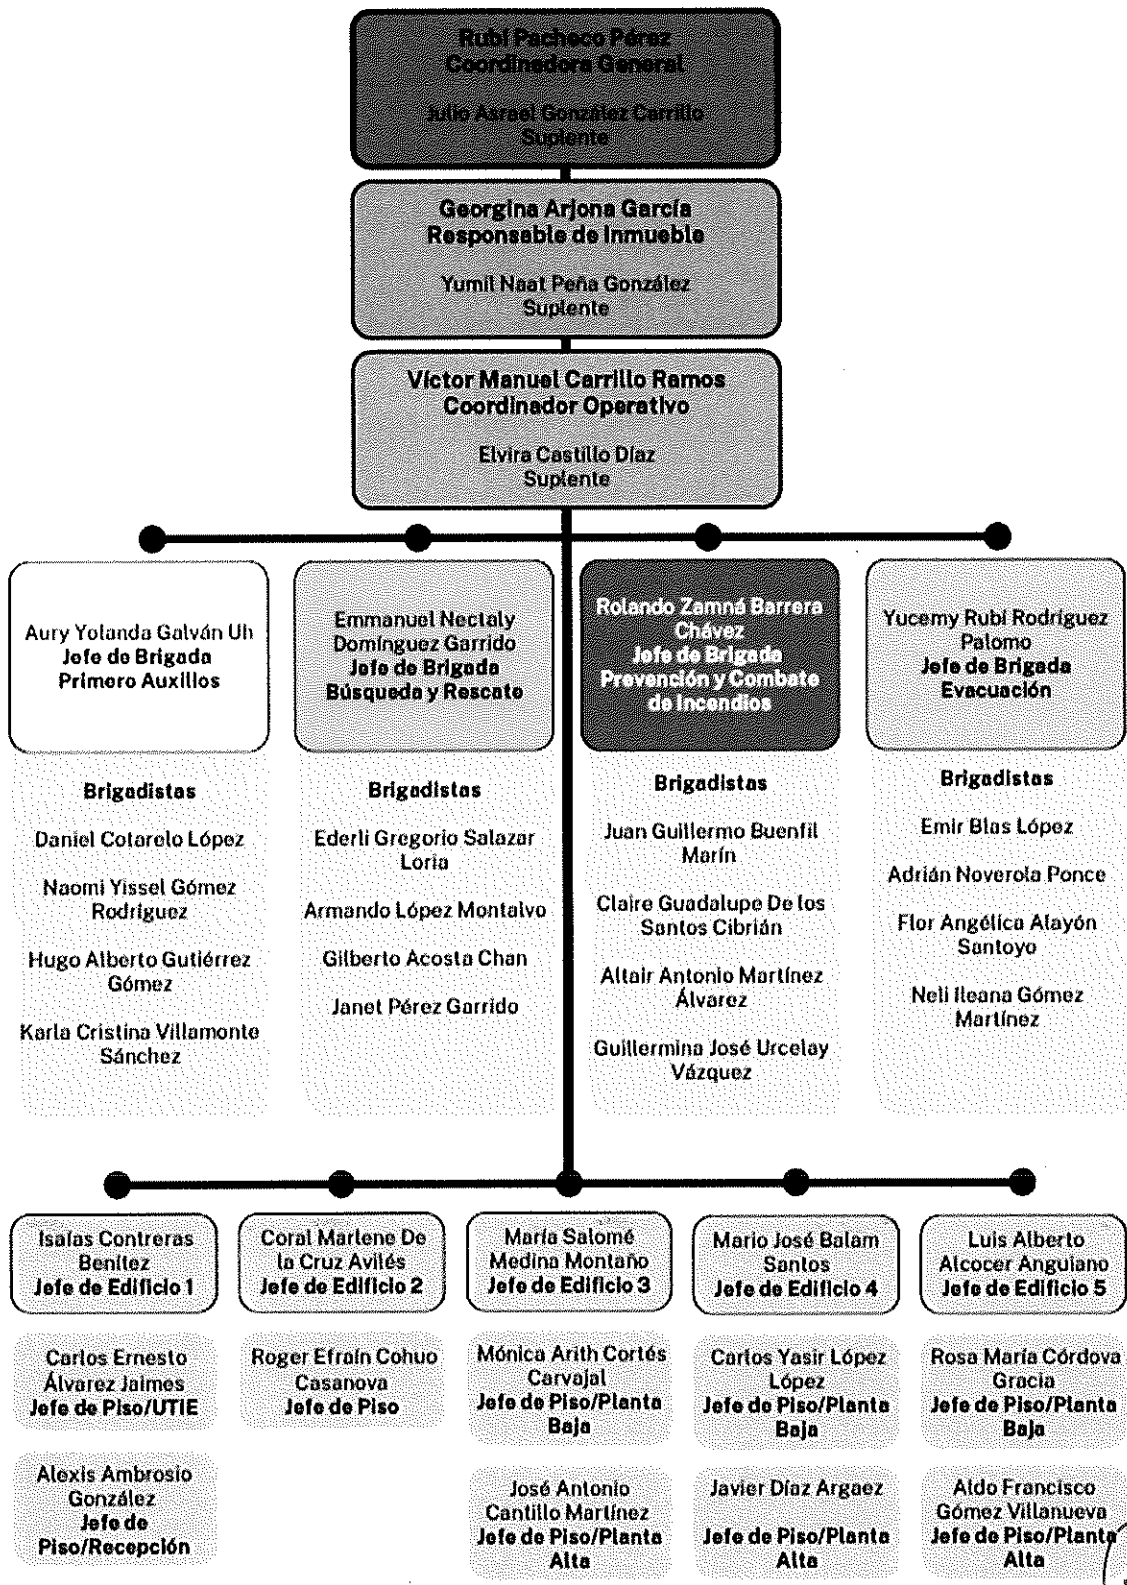 Rubí Pacheco Pérez
Coordinadora General
Julio Asrael González Carrillo
Suplente
Georgina Arjona García
Responsable de Inmueble
Yumil Naat Peña González
Suplente
Víctor Manuel Carrillo Ramos
Coordinador Operativo
Elvira Castillo Díaz
Suplente
Aury Yolanda Galván Uh
Jefe de Brigada
Primero Auxilios
Emmanuel Nectaly
Domínguez Garrido
Jefe de Brigada
Búsqueda y Rescate
Rolando Zamná Barrera
Chávez
Jefe de Brigada
Prevención y Combate
de Incendios
Yucemy Rubí Rodríguez
Palomo
Jefe de Brigada
Evacuación
Brigadistas
Daniel Cotarelo López
Naomi Yissel Gómez
Rodríguez
Hugo Alberto Gutiérrez
Gómez
Karla Cristina Villamonte
Sánchez
Brigadistas
Ederli Gregorio Salazar
Loria
Armando López Montalvo
Gilberto Acosta Chan
Janet Pérez Garrido
Brigadistas
Juan Guillermo Buenfil
Marín
Claire Guadalupe De los
Santos Cibrián
Altair Antonio Martínez
Álvarez
Guillermina José Urcelay
Vázquez
Brigadistas
Emir Blas López
Adrián Noverola Ponce
Flor Angélica Alayón
Santoyo
Neli Ileana Gómez
Martínez
Isaías Contreras
Benítez
Jefe de Edificio 1
Carlos Ernesto
Álvarez Jaimes
Jefe de Piso/UTIE
Alexis Ambrosio
González
Jefe de
Piso/Recepción
Coral Marlene De
la Cruz Avilés
Jefe de Edificio 2
Roger Efraín Cohuo
Casanova
Jefe de Piso
María Salomé
Medina Montaño
Jefe de Edificio 3
Mónica Arith Cortés
Carvajal
Jefe de Piso/Planta
Baja
José Antonio
Cantillo Martínez
Jefe de Piso/Planta
Alta
Mario José Balam
Santos
Jefe de Edificio 4
Carlos Yasir López
López
Jefe de Piso/Planta
Baja
Javier Díaz Argaez
Jefe de Piso/Planta
Alta
Luis Alberto
Alcocer Anguiano
Jefe de Edificio 5
Rosa María Córdova
Gracia
Jefe de Piso/Planta
Baja
Aldo Francisco
Gómez Villanueva
Jefe de Piso/Planta
Alta